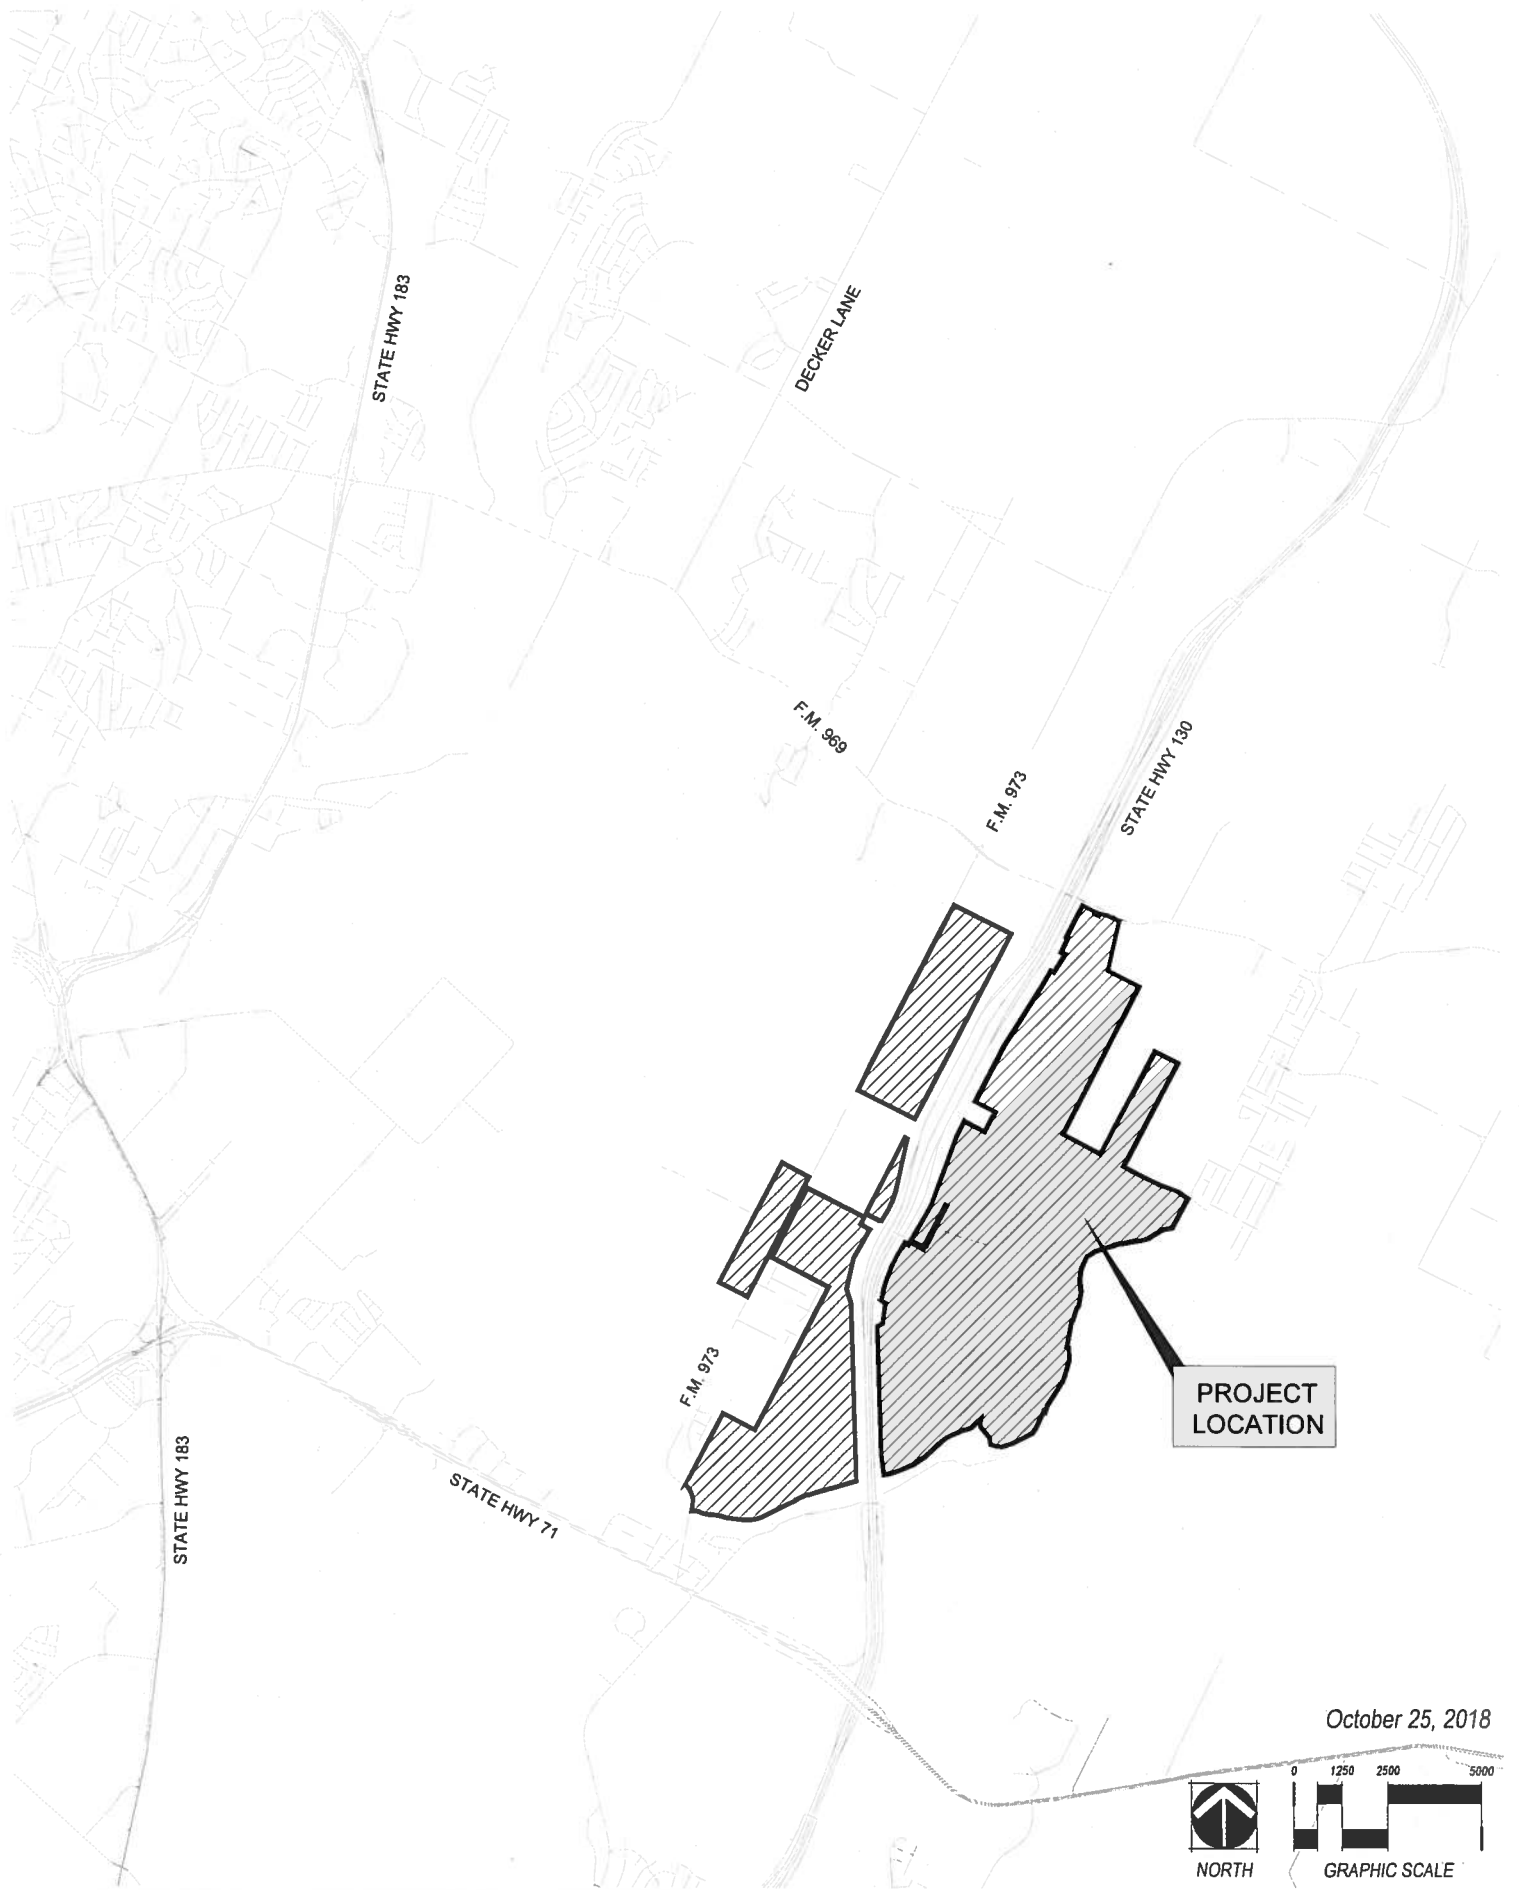 STATE HWY 183
DECKER LANE
F.M. 969
F.M. 973
STATE HWY 130
F.M. 973
PROJECT
LOCATION
STATE HWY 183
STATE HWY 71
October 25, 2018
0 1250 2500 5000
NORTH
GRAPHIC SCALE